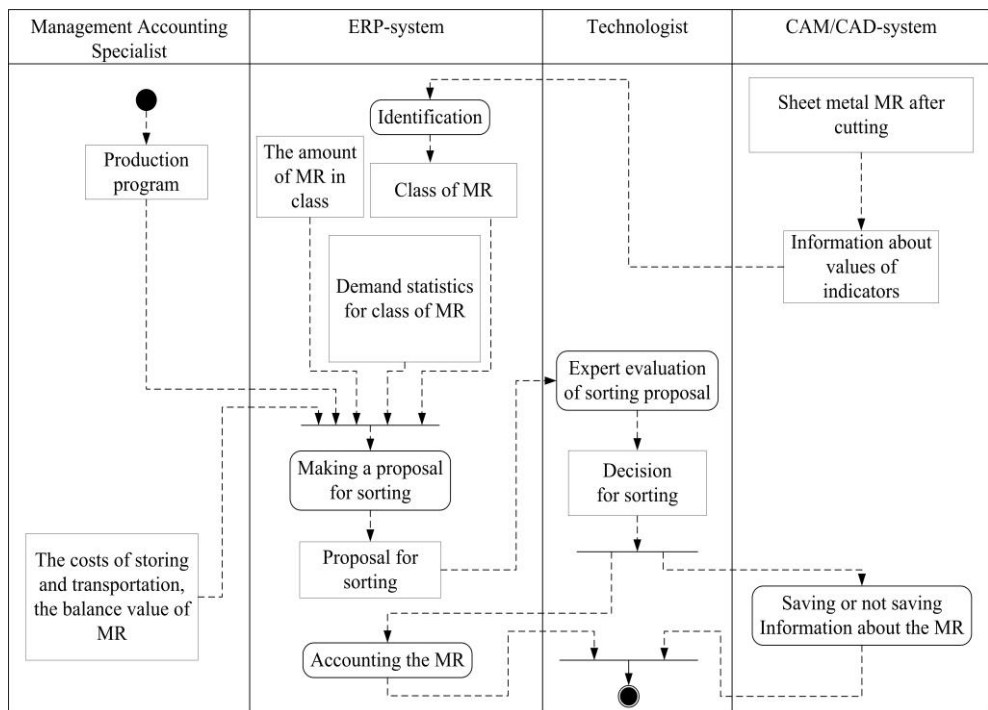 Management Accounting
Specialist
ERP-system
Technologist
CAM/CAD-system
Production
program
The costs of storing
and transportation,
the balance value of
MR
Identification
The amount
of MR in
class
Class of MR
Demand statistics
for class of MR
Making a proposal
for sorting
Proposal for
sorting
Accounting the MR
Expert evaluation
of sorting proposal
Decision
for sorting
Sheet metal MR after
cutting
Information about
values of
indicators
Saving or not saving
Information about the MR